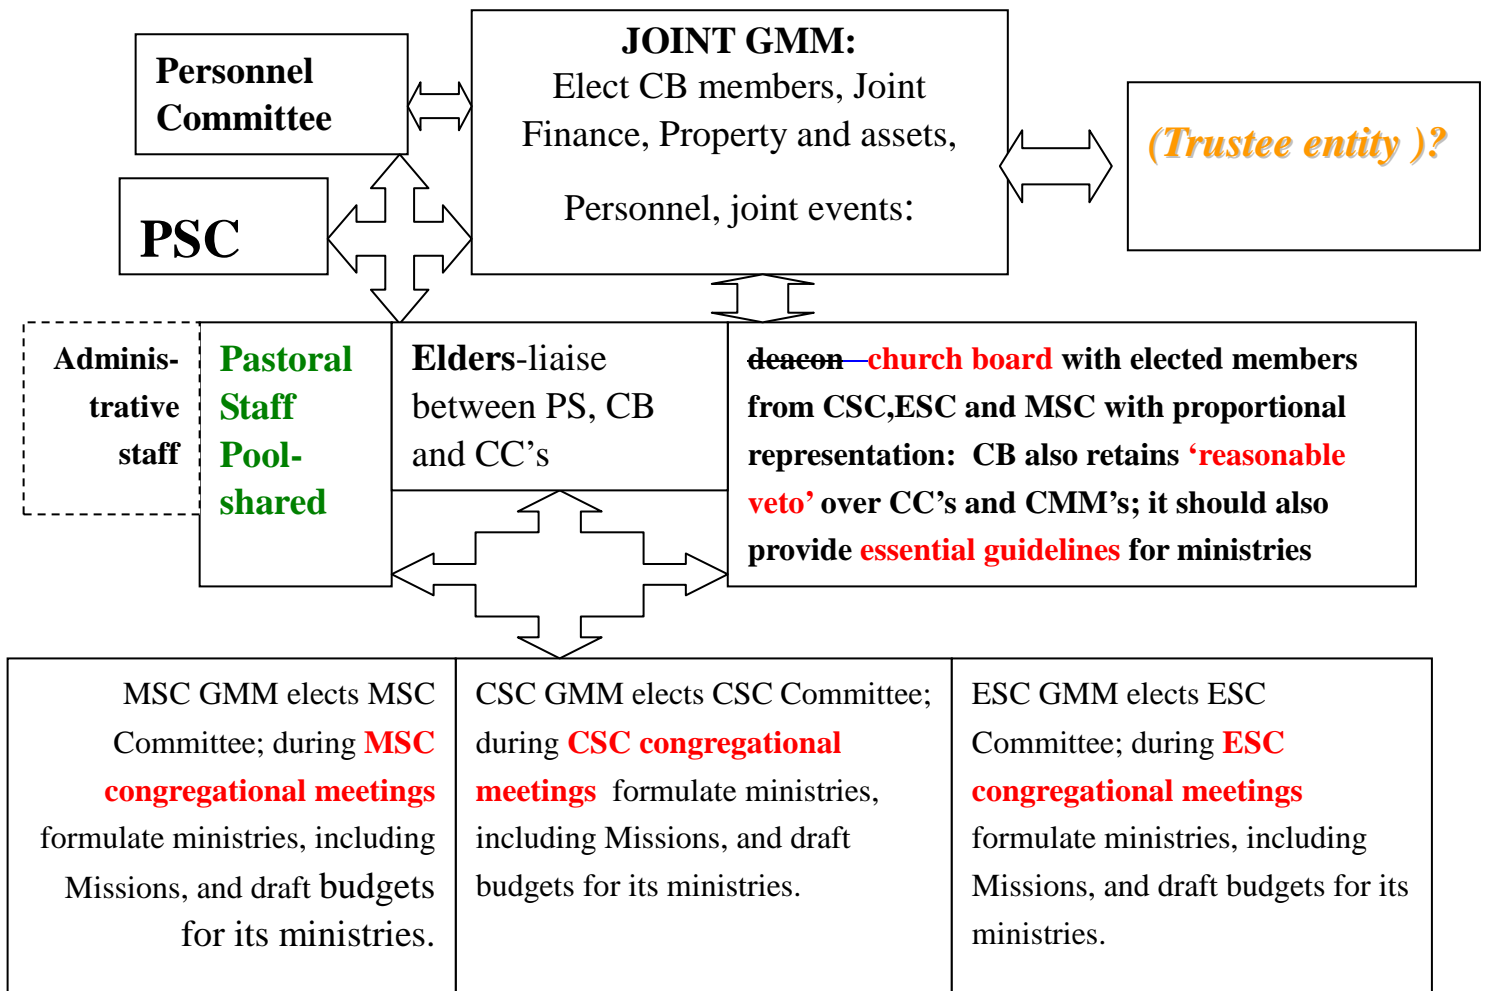 Personnel
Committee
JOINT GMM:
Elect CB members, Joint
Finance, Property and assets,
Personnel, joint events:
(Trustee entity )?
PSC
Adminis-
trative
staff
Pastoral
Staff
Pool-
shared
Elders-liaise
between PS, CB
and CC’s
deacon church board with elected members
from CSC,ESC and MSC with proportional
representation: CB also retains ‘reasonable
veto’ over CC’s and CMM’s; it should also
provide essential guidelines for ministries
MSC GMM elects MSC
Committee; during MSC
congregational meetings
formulate ministries, including
Missions, and draft budgets
for its ministries.
CSC GMM elects CSC Committee;
during CSC congregational
meetings formulate ministries,
including Missions, and draft
budgets for its ministries.
ESC GMM elects ESC
Committee; during ESC
congregational meetings
formulate ministries, including
Missions, and draft budgets for its
ministries.